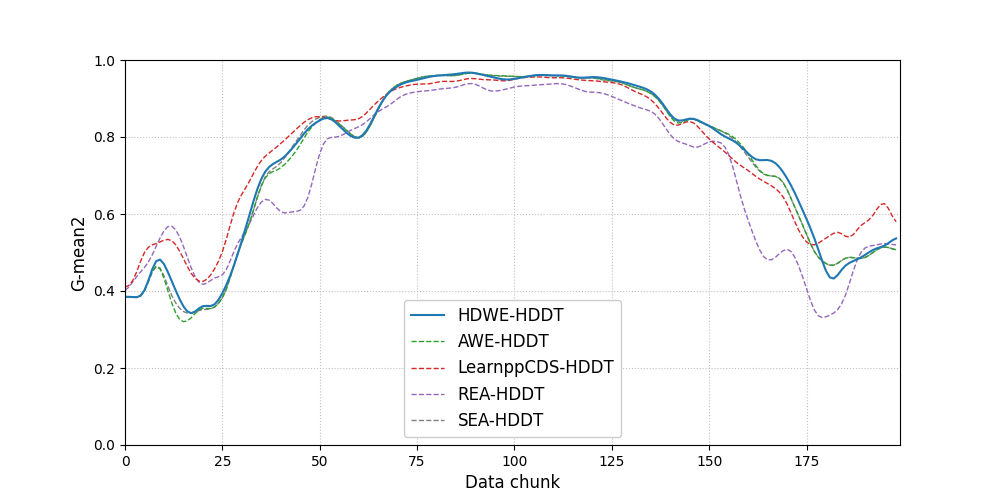 1.0
0.8
0.6
0.4
0.2
0.0
G-mean2
HDWE-HDDT
AWE-HDDT
LearnppCDS-HDDT
REA-HDDT
SEA-HDDT
0 25 50 75 100 125 150 175
Data chunk